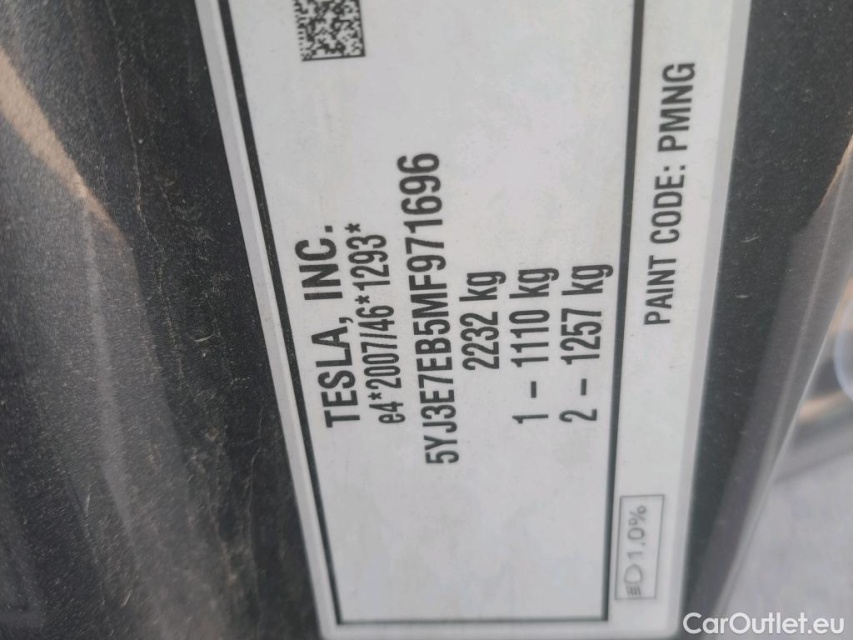 TESLA, INC.
e4*2007/46*1293*
5YJ3E7EB5MF971696
2232 kg
1 - 1110 kg
2 - 1257 kg
1.0%
PAINT CODE: PMNG
CarOutlet.eu